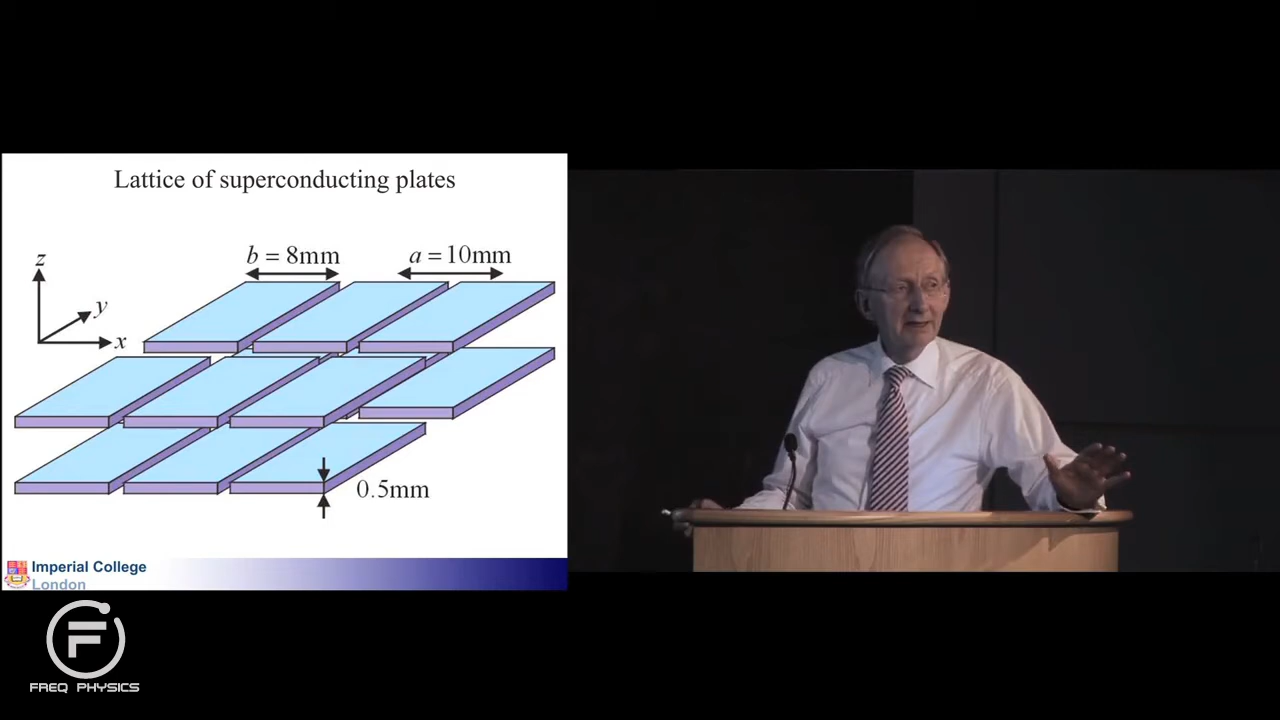 Lattice of superconducting plates
b = 8mm
a = 10mm
z
y
x
0.5mm
Imperial College
London
F
FREQ PHYSICS